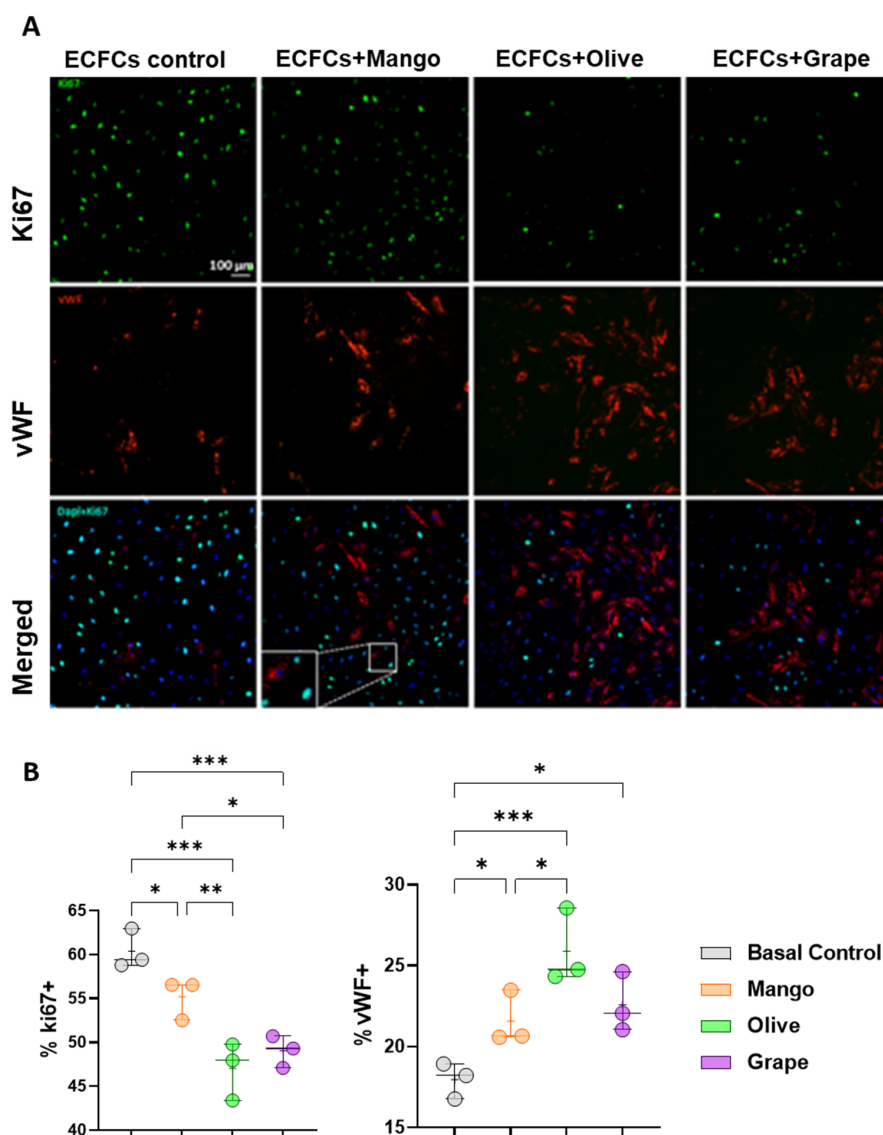 A
ECFCs control
ECFCs+Mango
ECFCs+Olive
ECFCs+Grape
Ki67
Ki67
100 µm
vWF
vWF
Merged
Dapi+Ki67
B
***
*
***
* **
65
60
55
50
45
40
% ki67+
*
***
* *
30
25
20
15
% vWF+
Basal Control
Mango
Olive
Grape